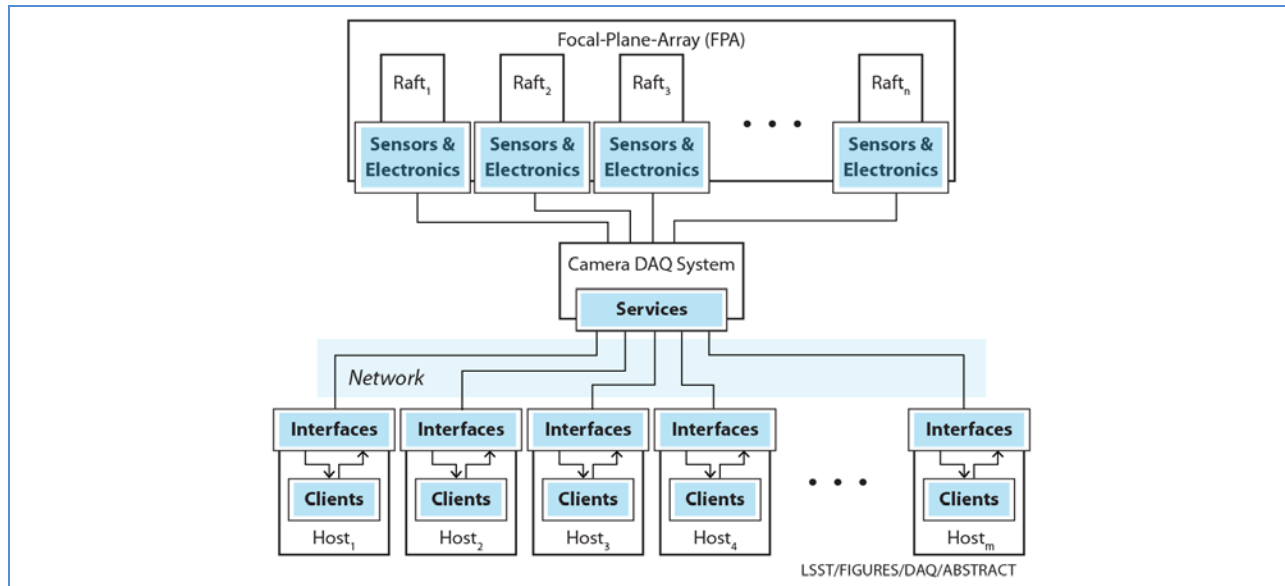 Focal-Plane-Array (FPA)
Raft1 Raft2 Raft3 Raftn
Sensors & Sensors & Sensors & • • • Sensors &
Electronics Electronics Electronics Electronics
Camera DAQ System
Services
Network
Interfaces Interfaces Interfaces Interfaces Interfaces
Clients Clients Clients Clients • • • Clients
Host1 Host2 Host3 Host4 Hostm
LSST/FIGURES/DAQ/ABSTRACT